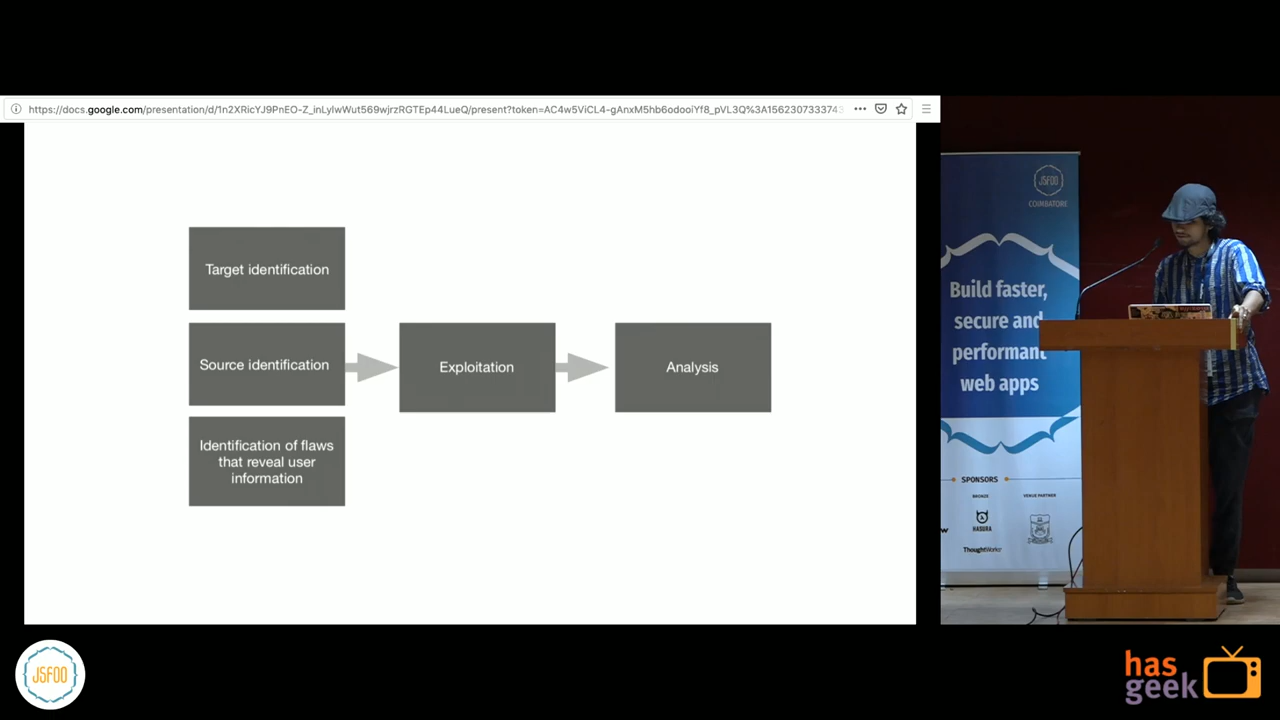 https://docs.google.com/presentation/d/1n2XRicYJ9PnEO-Z_inLyIwWut569wjrzRGTEp44LueQ/present?token=AC4w5ViCL4-gAnxM5hb6odooiYf8_pVL3Q%3A1562307333743
Target identification
Source identification
Exploitation
Analysis
Identification of flaws
that reveal user
information
JSFOO
COIMBATORE
Build faster,
secure and
performant
web apps
SPONSORS
BRONZE
VENUE PARTNER
HASURA
ThoughtWorks
JSFOO
has
geek